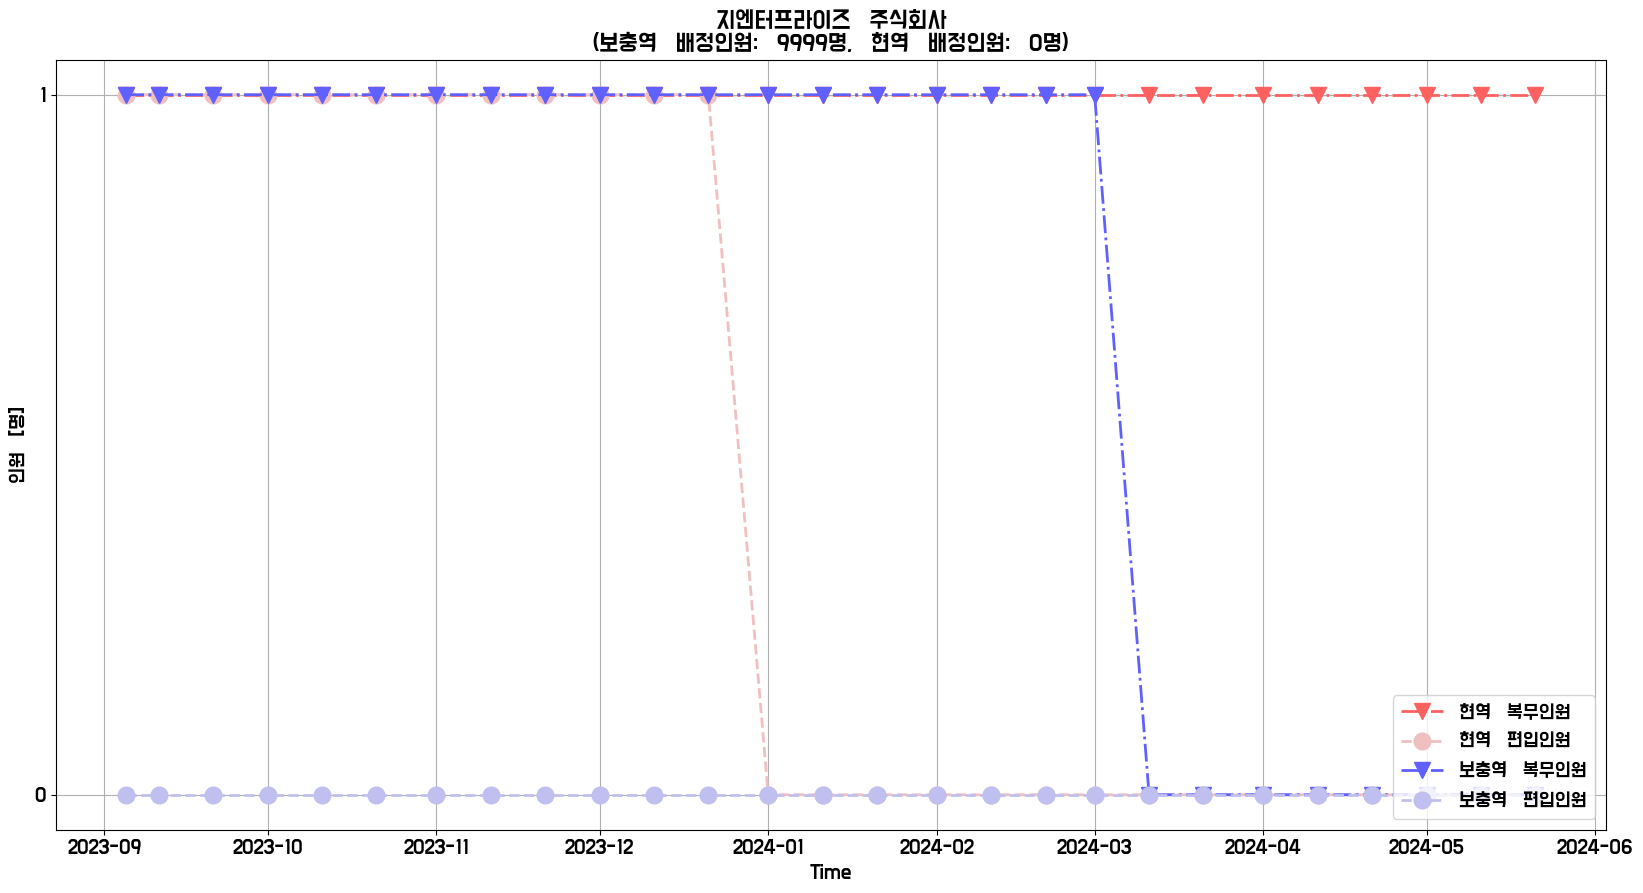 지엔터프라이즈 주식회사
(보충역 배정인원: 9999명, 현역 배정인원: 0명)
1
인원 [명]
0
현역 복무인원
현역 편입인원
보충역 복무인원
보충역 편입인원
2023-09 2023-10 2023-11 2023-12 2024-01 2024-02 2024-03 2024-04 2024-05 2024-06
Time